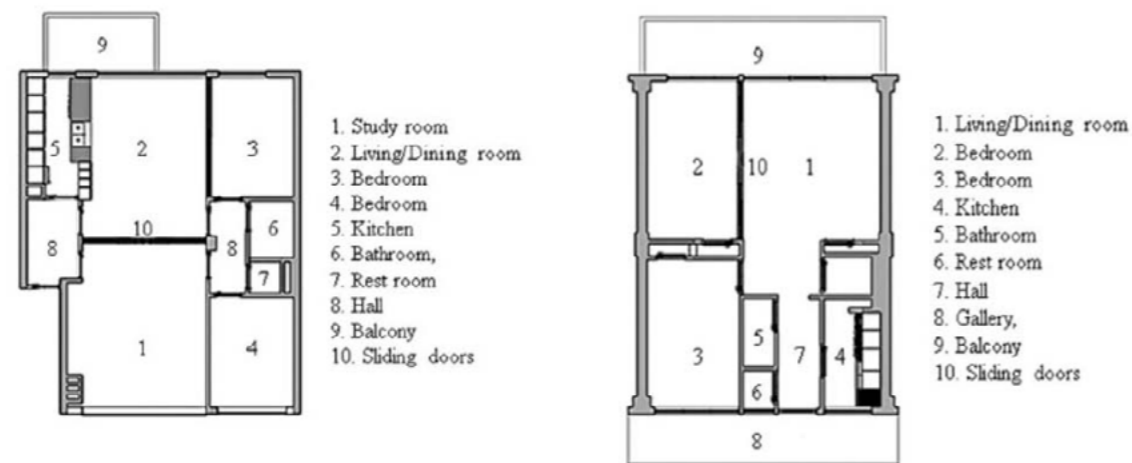 9
5
2
3
10
8
8
6
7
1
4
1. Study room
2. Living/Dining room
3. Bedroom
4. Bedroom
5. Kitchen
6. Bathroom,
7. Rest room
8. Hall
9. Balcony
10. Sliding doors
9
2
10
1
3
5
7
4
6
8
1. Living/Dining room
2. Bedroom
3. Bedroom
4. Kitchen
5. Bathroom
6. Rest room
7. Hall
8. Gallery,
9. Balcony
10. Sliding doors